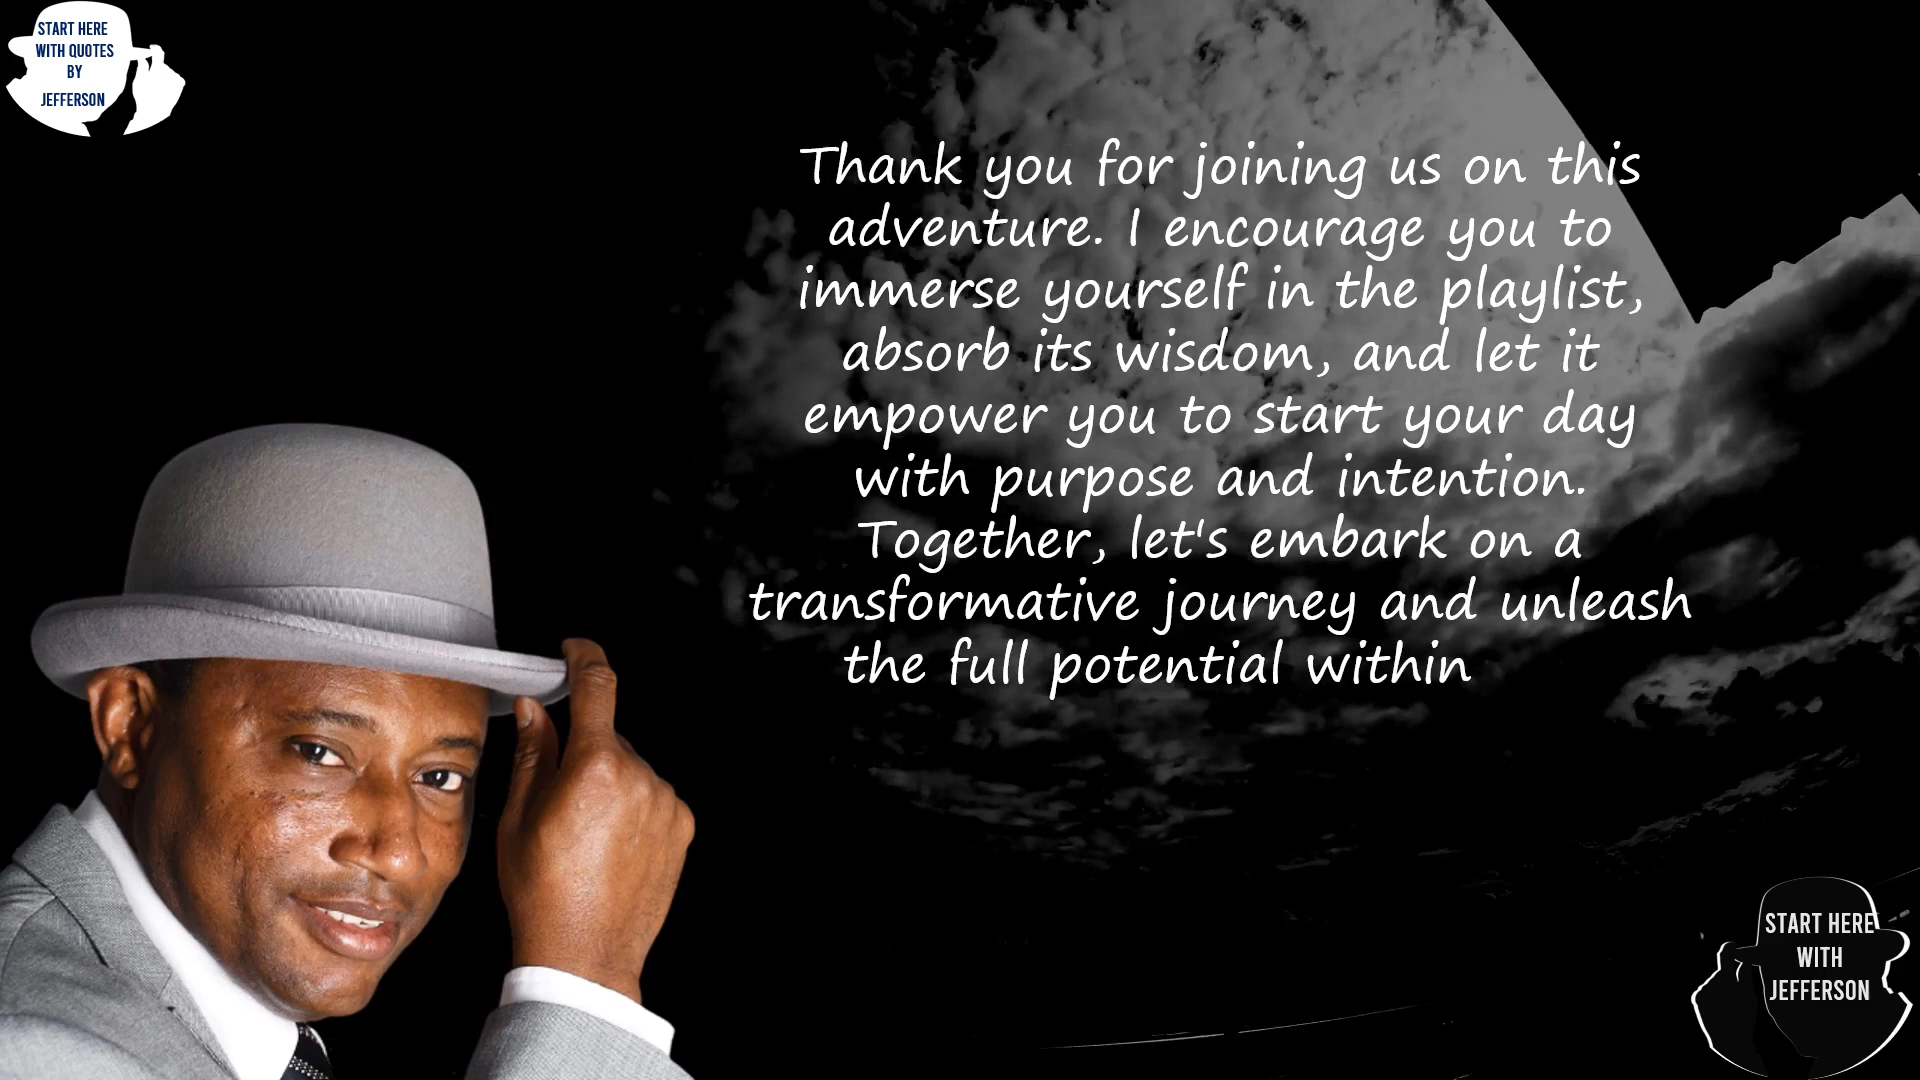 START HERE
WITH QUOTES
BY
JEFFERSON
Thank you for joining us on this
adventure. I encourage you to
immerse yourself in the playlist,
absorb its wisdom, and let it
empower you to start your day
with purpose and intention.
Together, let's embark on a
transformative journey and unleash
the full potential within
START HERE
WITH
JEFFERSON